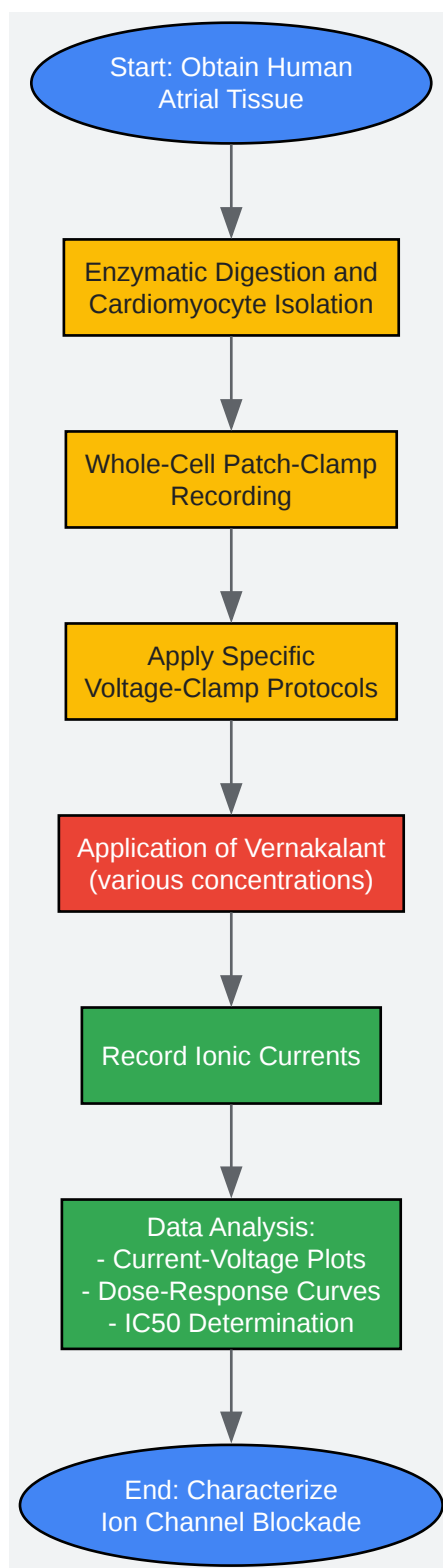 Start: Obtain Human
Atrial Tissue
Enzymatic Digestion and
Cardiomyocyte Isolation
Whole-Cell Patch-Clamp
Recording
Apply Specific
Voltage-Clamp Protocols
Application of Vernakalant
(various concentrations)
Record Ionic Currents
Data Analysis:
- Current-Voltage Plots
- Dose-Response Curves
- IC50 Determination
End: Characterize
Ion Channel Blockade